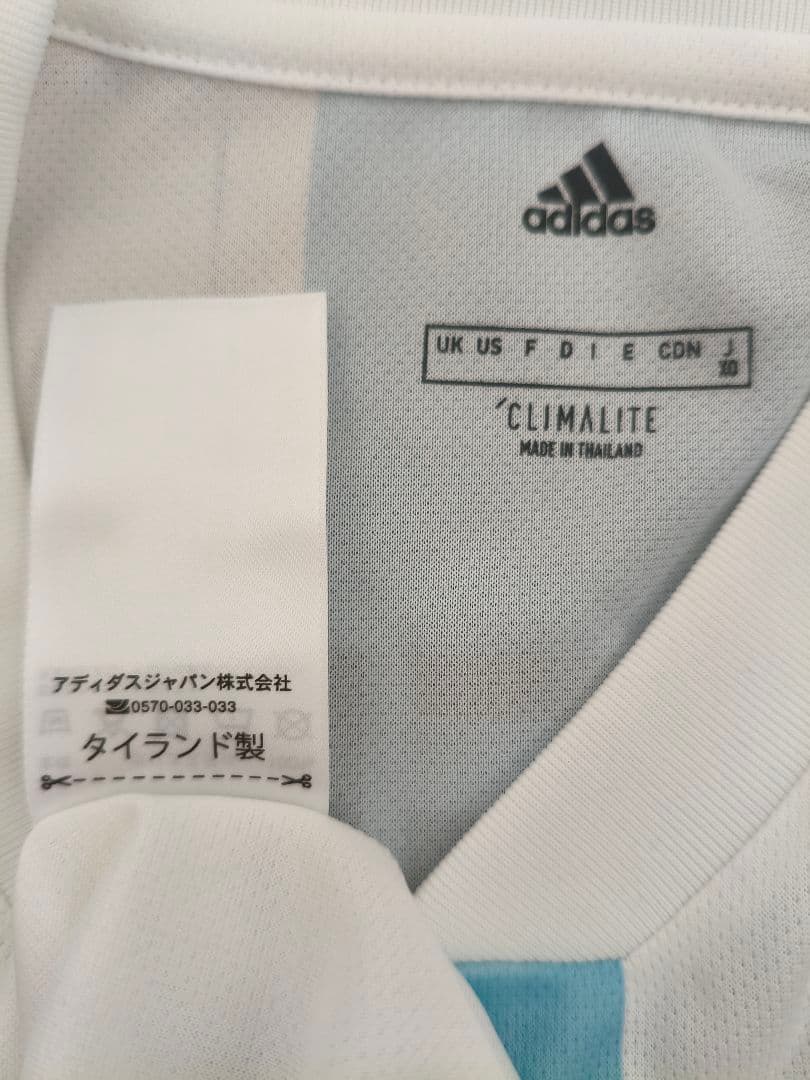 adidas
UK US F D I E CDN J
XO
CLIMALITE
MADE IN THAILAND
アディダスジャパン株式会社
0570-033-033
タイランド製